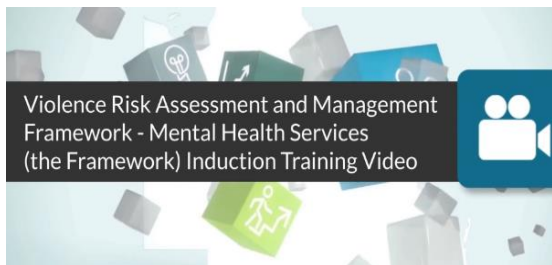 Violence Risk Assessment and Management
Framework - Mental Health Services
(the Framework) Induction Training Video